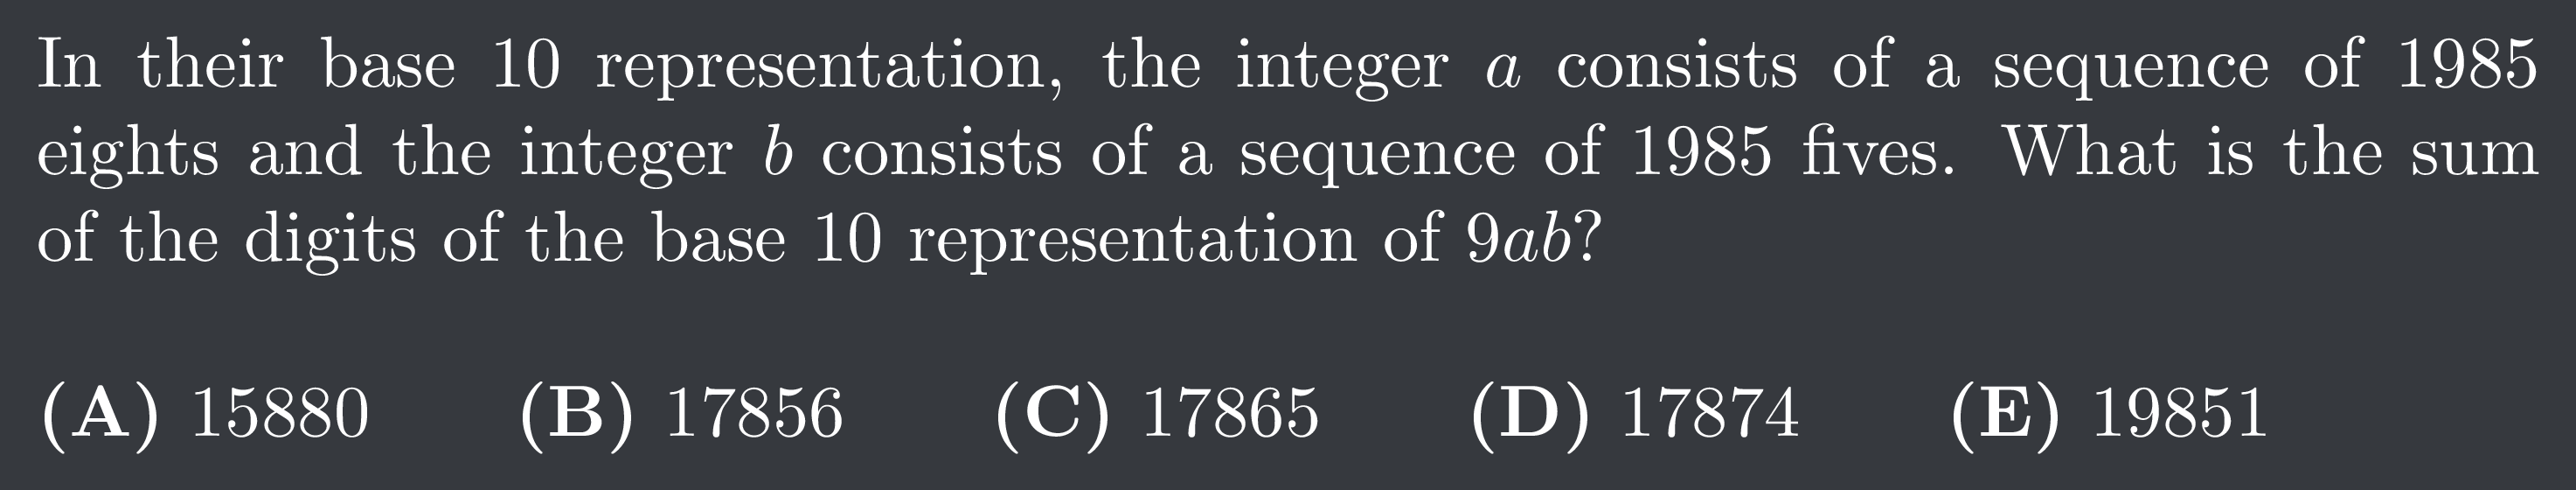 In their base 10 representation, the integer a consists of a sequence of 1985
eights and the integer b consists of a sequence of 1985 fives. What is the sum
of the digits of the base 10 representation of 9ab?
(A) 15880 (B) 17856 (C) 17865 (D) 17874 (E) 19851